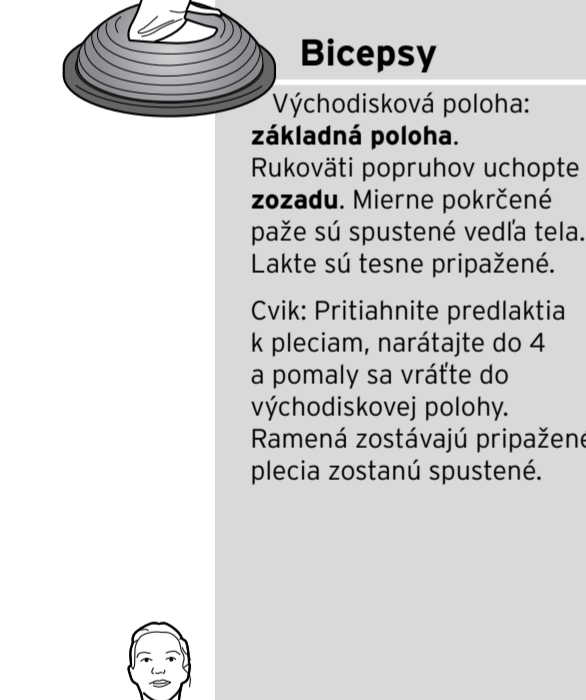 Bicepsy
Východisková poloha:
základná poloha.
Rukoväti popruhov uchopte
zozadu. Mierne pokrčené
paže sú spustené vedľa tela.
Lakte sú tesne pripažené.
Cvik: Pritiahnite predlaktia
k pleciam, narátajte do 4
a pomaly sa vráťte do
východiskovej polohy.
Ramená zostávajú pripažené
plecia zostanú spustené.